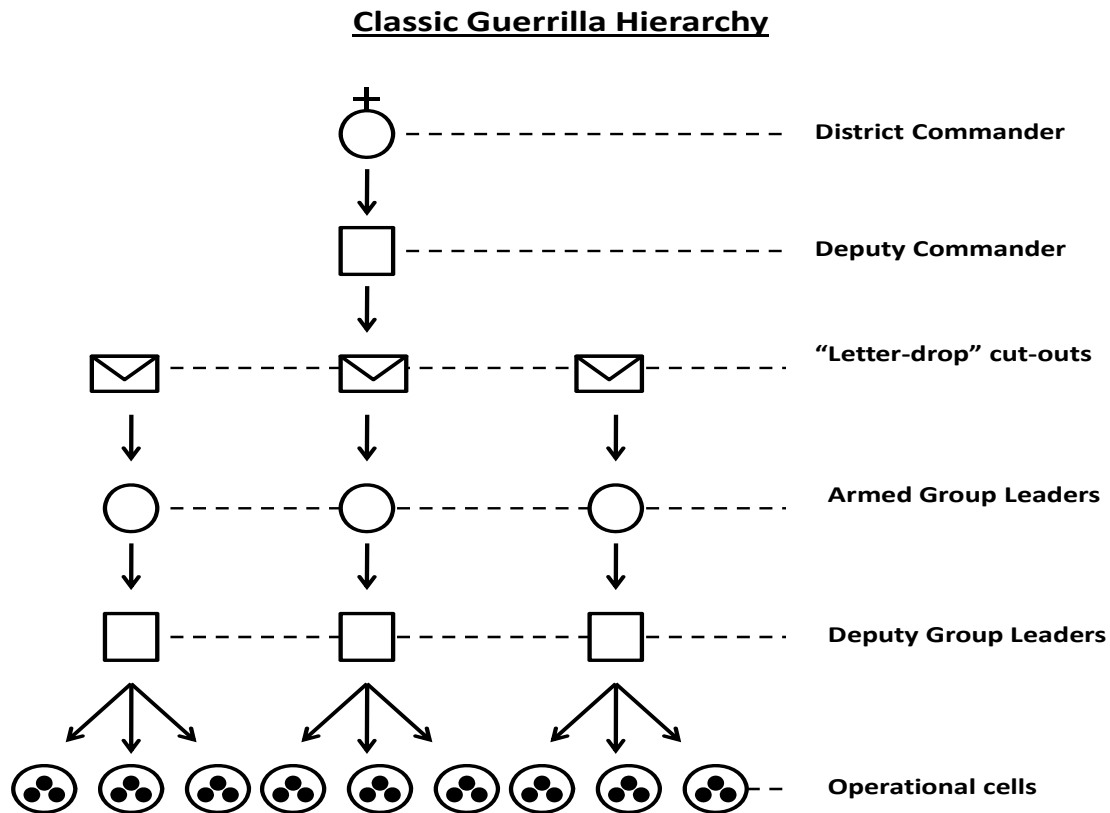 Classic Guerrilla Hierarchy
District Commander
Deputy Commander
“Letter-drop” cut-outs
Armed Group Leaders
Deputy Group Leaders
Operational cells